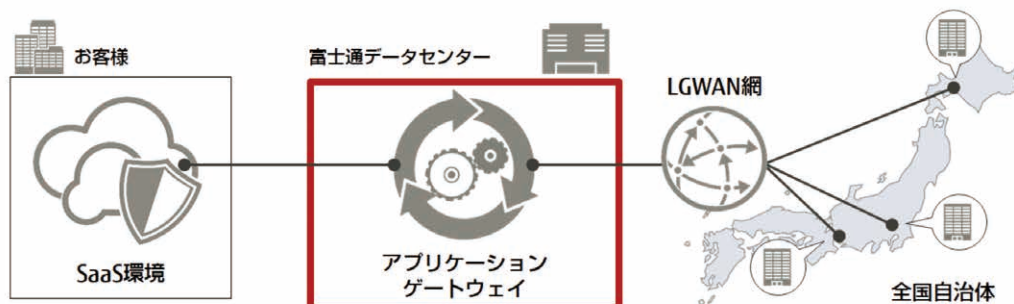 お客様
富士通データセンター
LGWAN網
SaaS環境
アプリケーション
ゲートウェイ
全国自治体